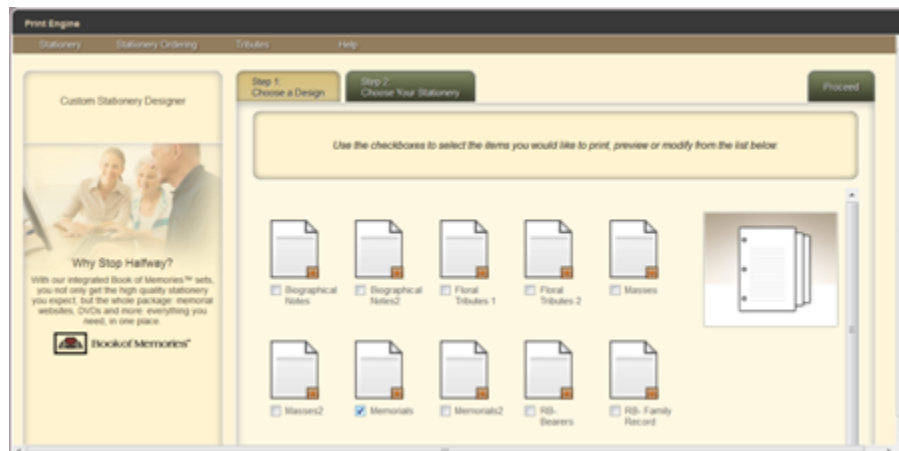 Print Engine
Stationery Stationery Ordering Tributes Help
Custom Stationery Designer
Why Stop Halfway?
With our integrated Book of Memories™ sets,
you not only get the high quality stationery
you expect, but the whole package: memorial
websites, DVDs and more: everything you
need, in one place.
Book of Memories™
Step 1:
Choose a Design
Step 2:
Choose Your Stationery
Proceed
Use the checkboxes to select the items you would like to print, preview or modify from the list below:
Biographical
Notes
Biographical
Notes2
Floral
Tributes 1
Floral
Tributes 2
Masses
Masses2
Memorials
Memorials2
RB-
Bearers
RB- Family
Record